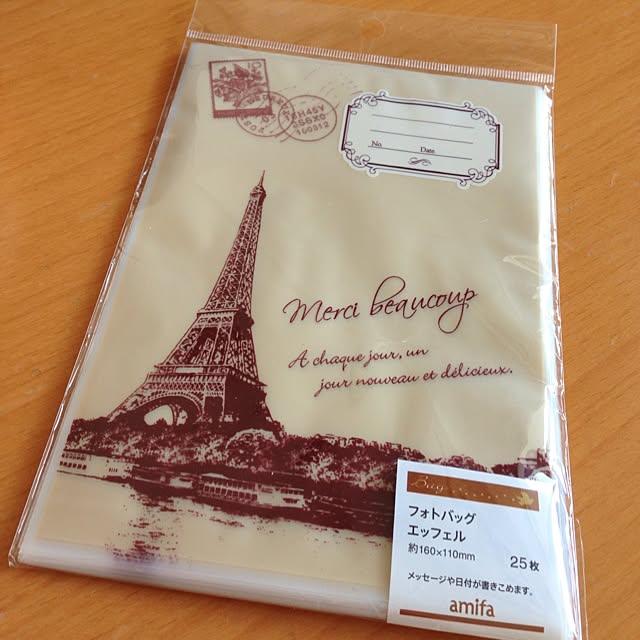 No.
Date
Merci beaucoup
A chaque jour, un
jour nouveau et délicieux.
フォトバッグ
エッフェル
約160×110mm
25枚
メッセージや日付が書きこめます。
amifa